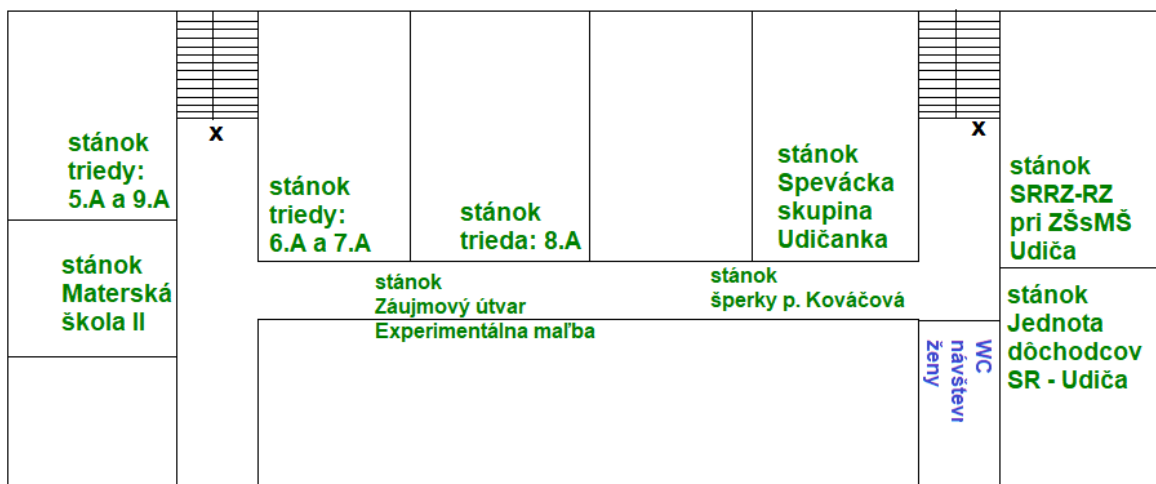 x
x
stánok
triedy:
5.A a 9.A
stánok
triedy:
6.A a 7.A
stánok
trieda: 8.A
stánok
Spevácka
skupina
Udičanka
stánok
SRRZ-RZ
pri ZŠsMŠ
Udiča
stánok
Materská
škola II
stánok
Záujmový útvar
Experimentálna maľba
stánok
šperky p. Kováčová
stánok
Jednota
dôchodcov
SR - Udiča
WC
návštevı
ženy